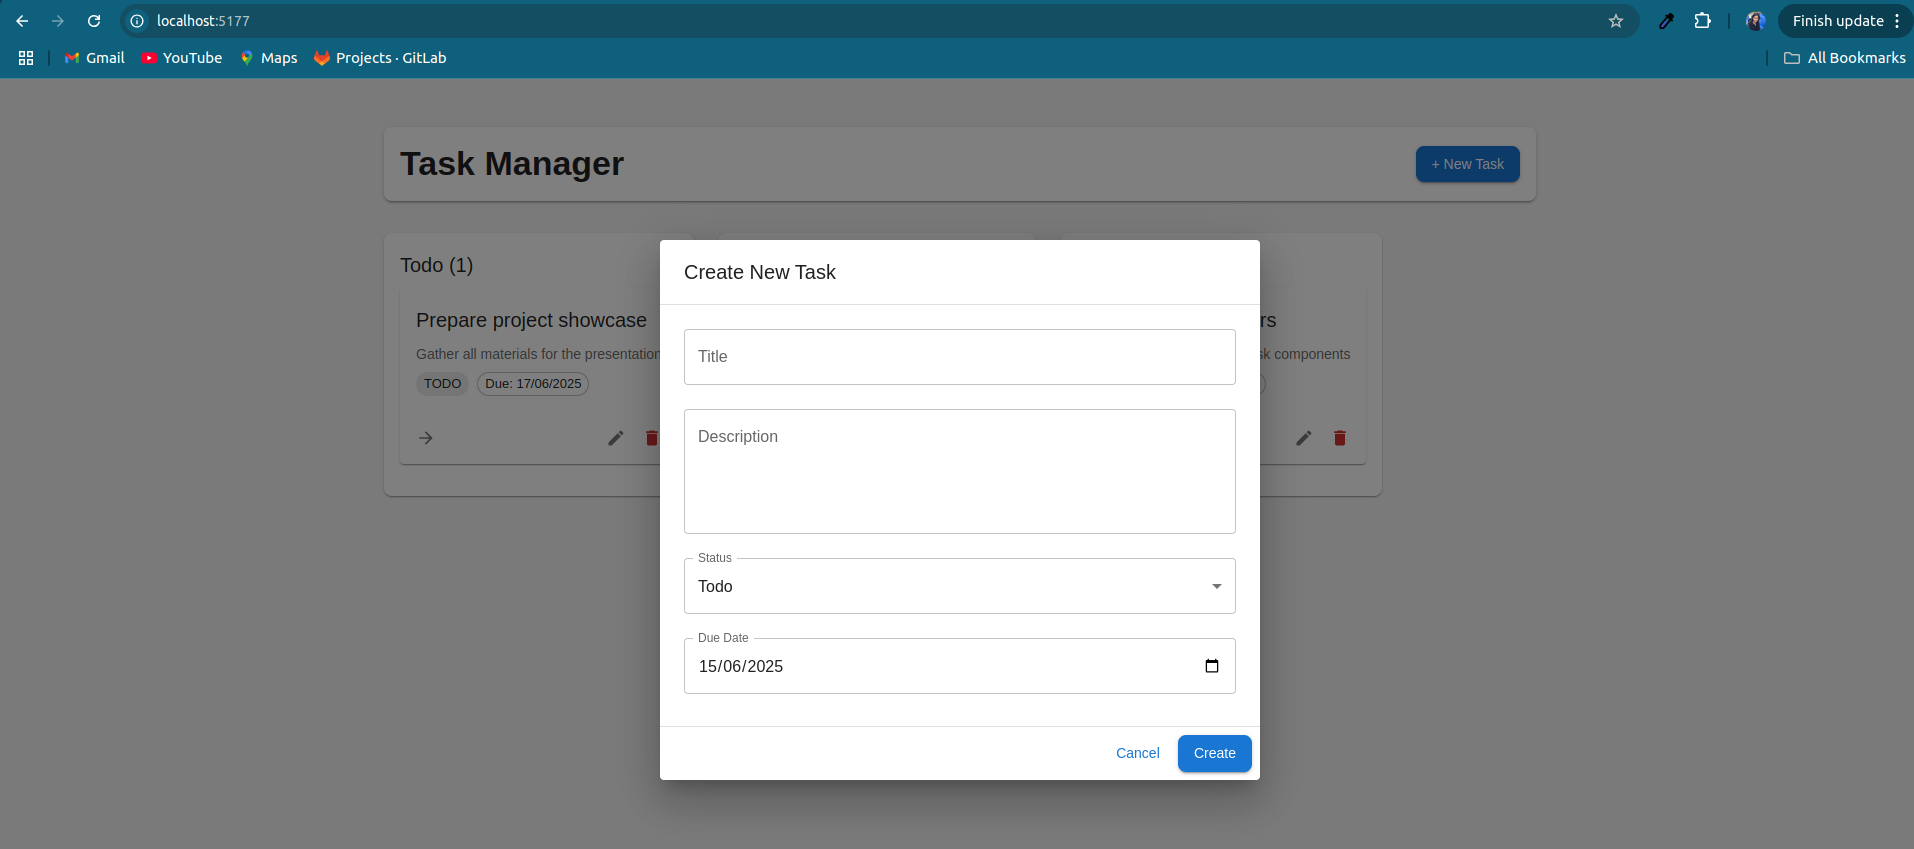 localhost:5177
Finish update
Gmail
YouTube
Maps
Projects · GitLab
All Bookmarks
Task Manager
+ New Task
Todo (1)
Prepare project showcase
Gather all materials for the presentation
TODO
Due: 17/06/2025
rs
sk components
Create New Task
Title
Description
Status
Todo
Due Date
15/06/2025
Cancel
Create